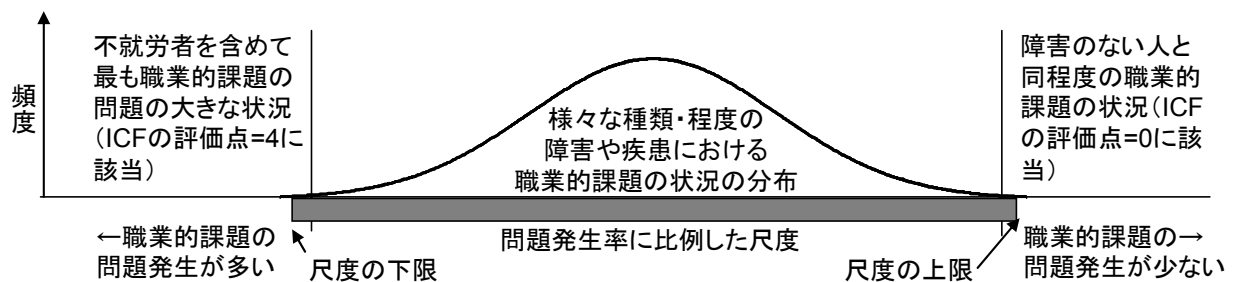 頻
度
不就労者を含めて
最も職業的課題の
問題の大きな状況
（ICFの評価点=4に
該当）
様々な種類・程度の
障害や疾患における
職業的課題の状況の分布
障害のない人と
同程度の職業的
課題の状況（ICF
の評価点=0に該
当）
←職業的課題の
問題発生が多い
尺度の下限
問題発生率に比例した尺度
尺度の上限
職業的課題の→
問題発生が少ない